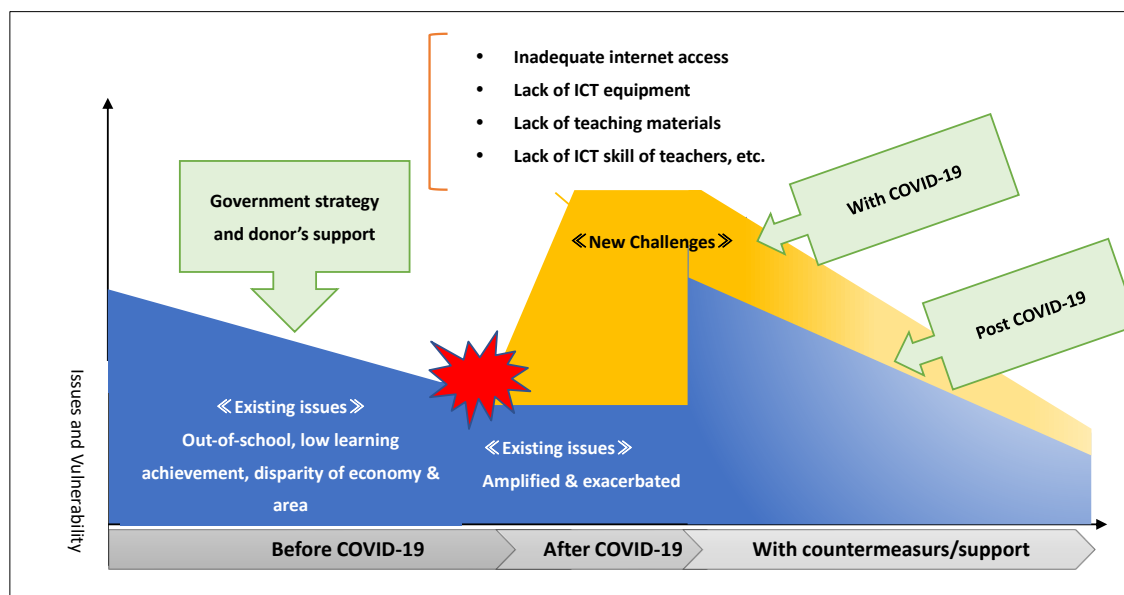 • Inadequate internet access
• Lack of ICT equipment
• Lack of teaching materials
• Lack of ICT skill of teachers, etc.
Government strategy
and donor's support
With COVID-19
≪New Challenges≫
Post COVID-19
Issues and Vulnerability
≪Existing issues≫
Out-of-school, low learning
achievement, disparity of economy &
area
≪Existing issues≫
Amplified & exacerbated
Before COVID-19
After COVID-19
With countermeasurs/support